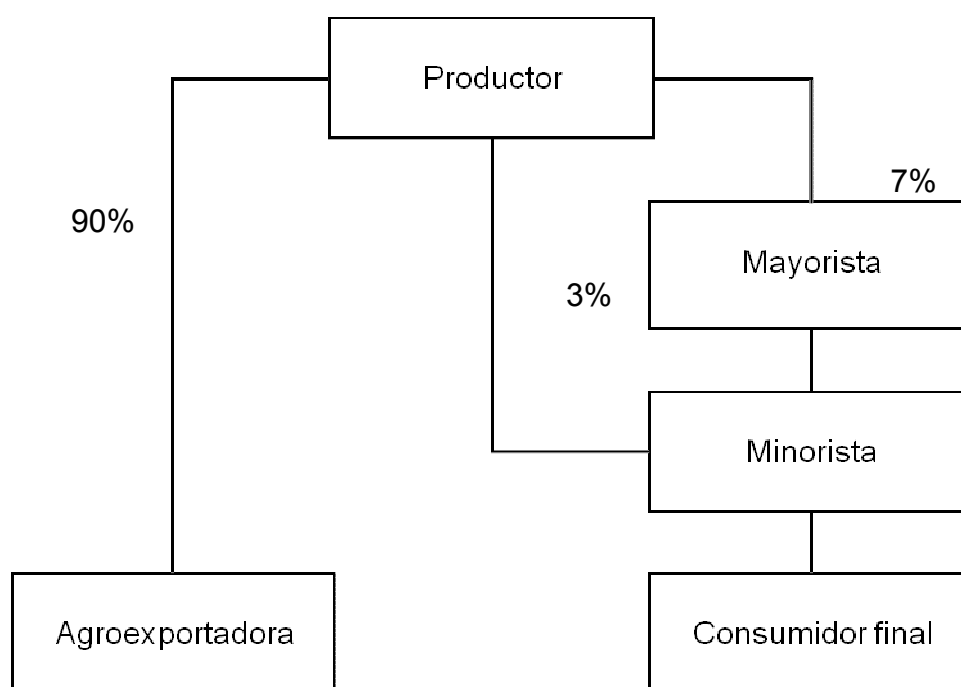 Productor
7%
90%
Mayorista
3%
Minorista
Agroexportadora
Consumidor final